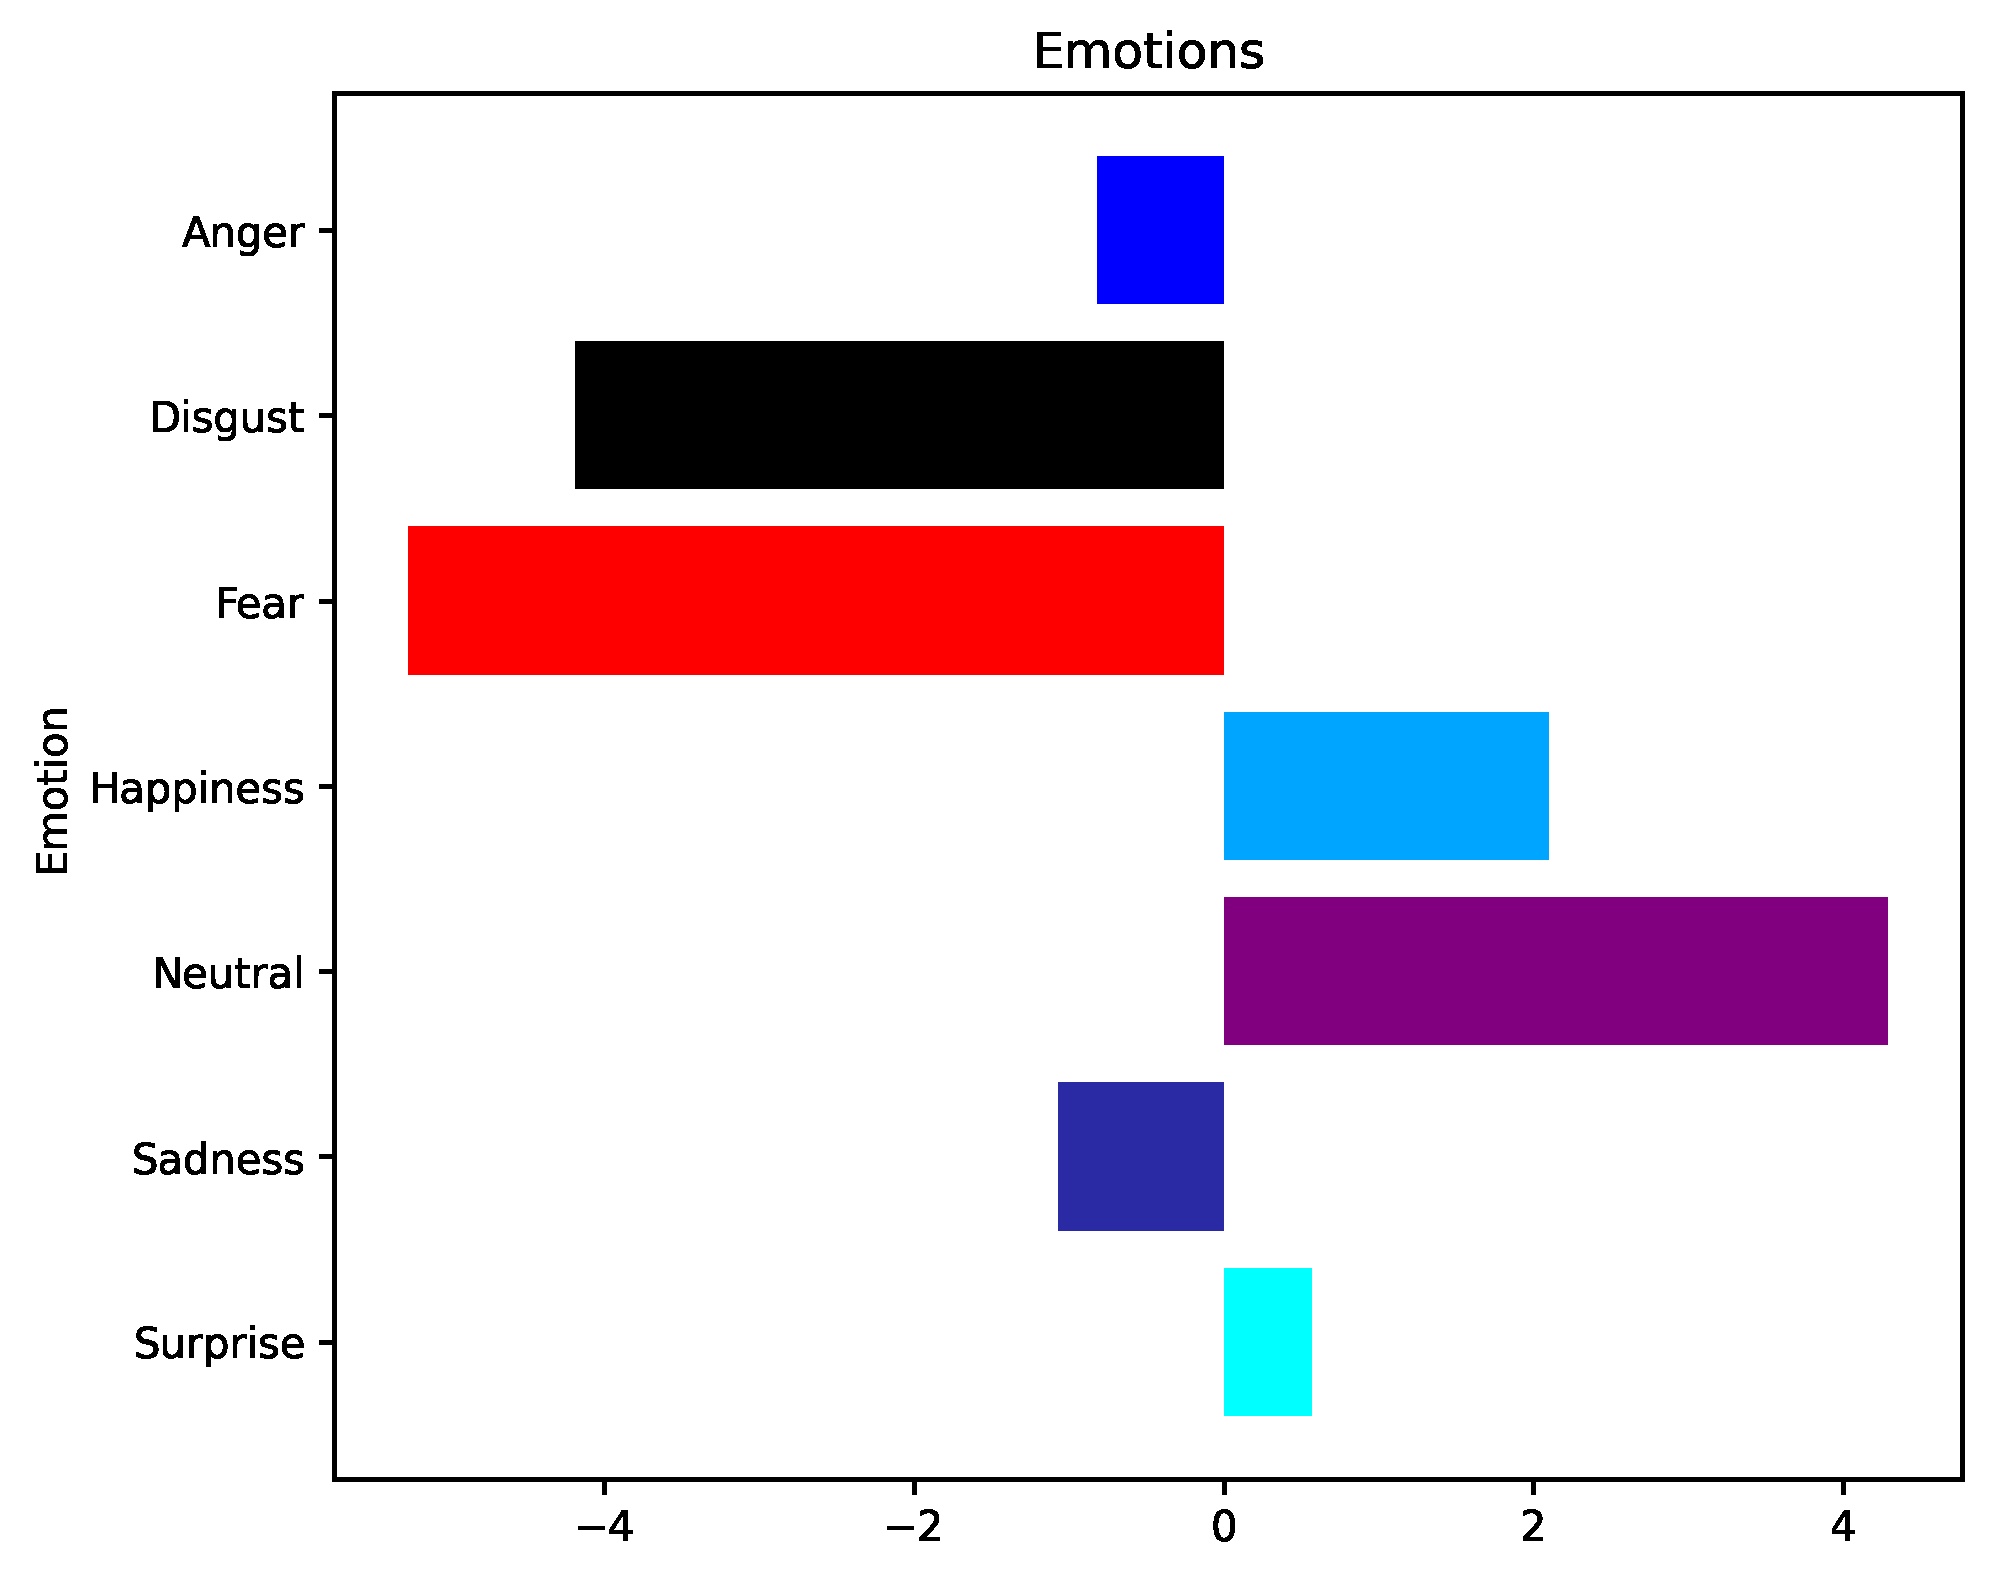 Emotions
Anger
Disgust
Fear
Happiness
Neutral
Sadness
Surprise
Emotion
−4 −2 0 2 4